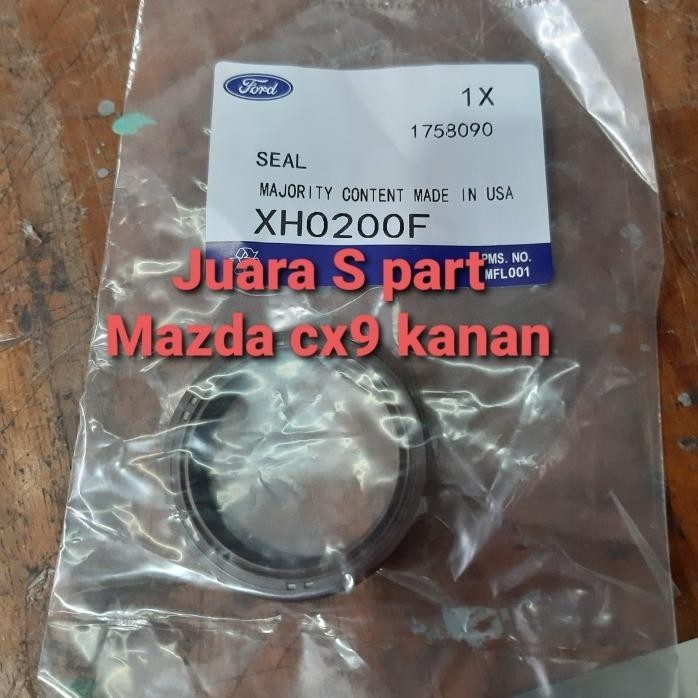 Ford
1X
1758090
SEAL
MAJORITY CONTENT MADE IN USA
XH0200F
PMS. NO.
MFL001
Juara S part
Mazda cx9 kanan